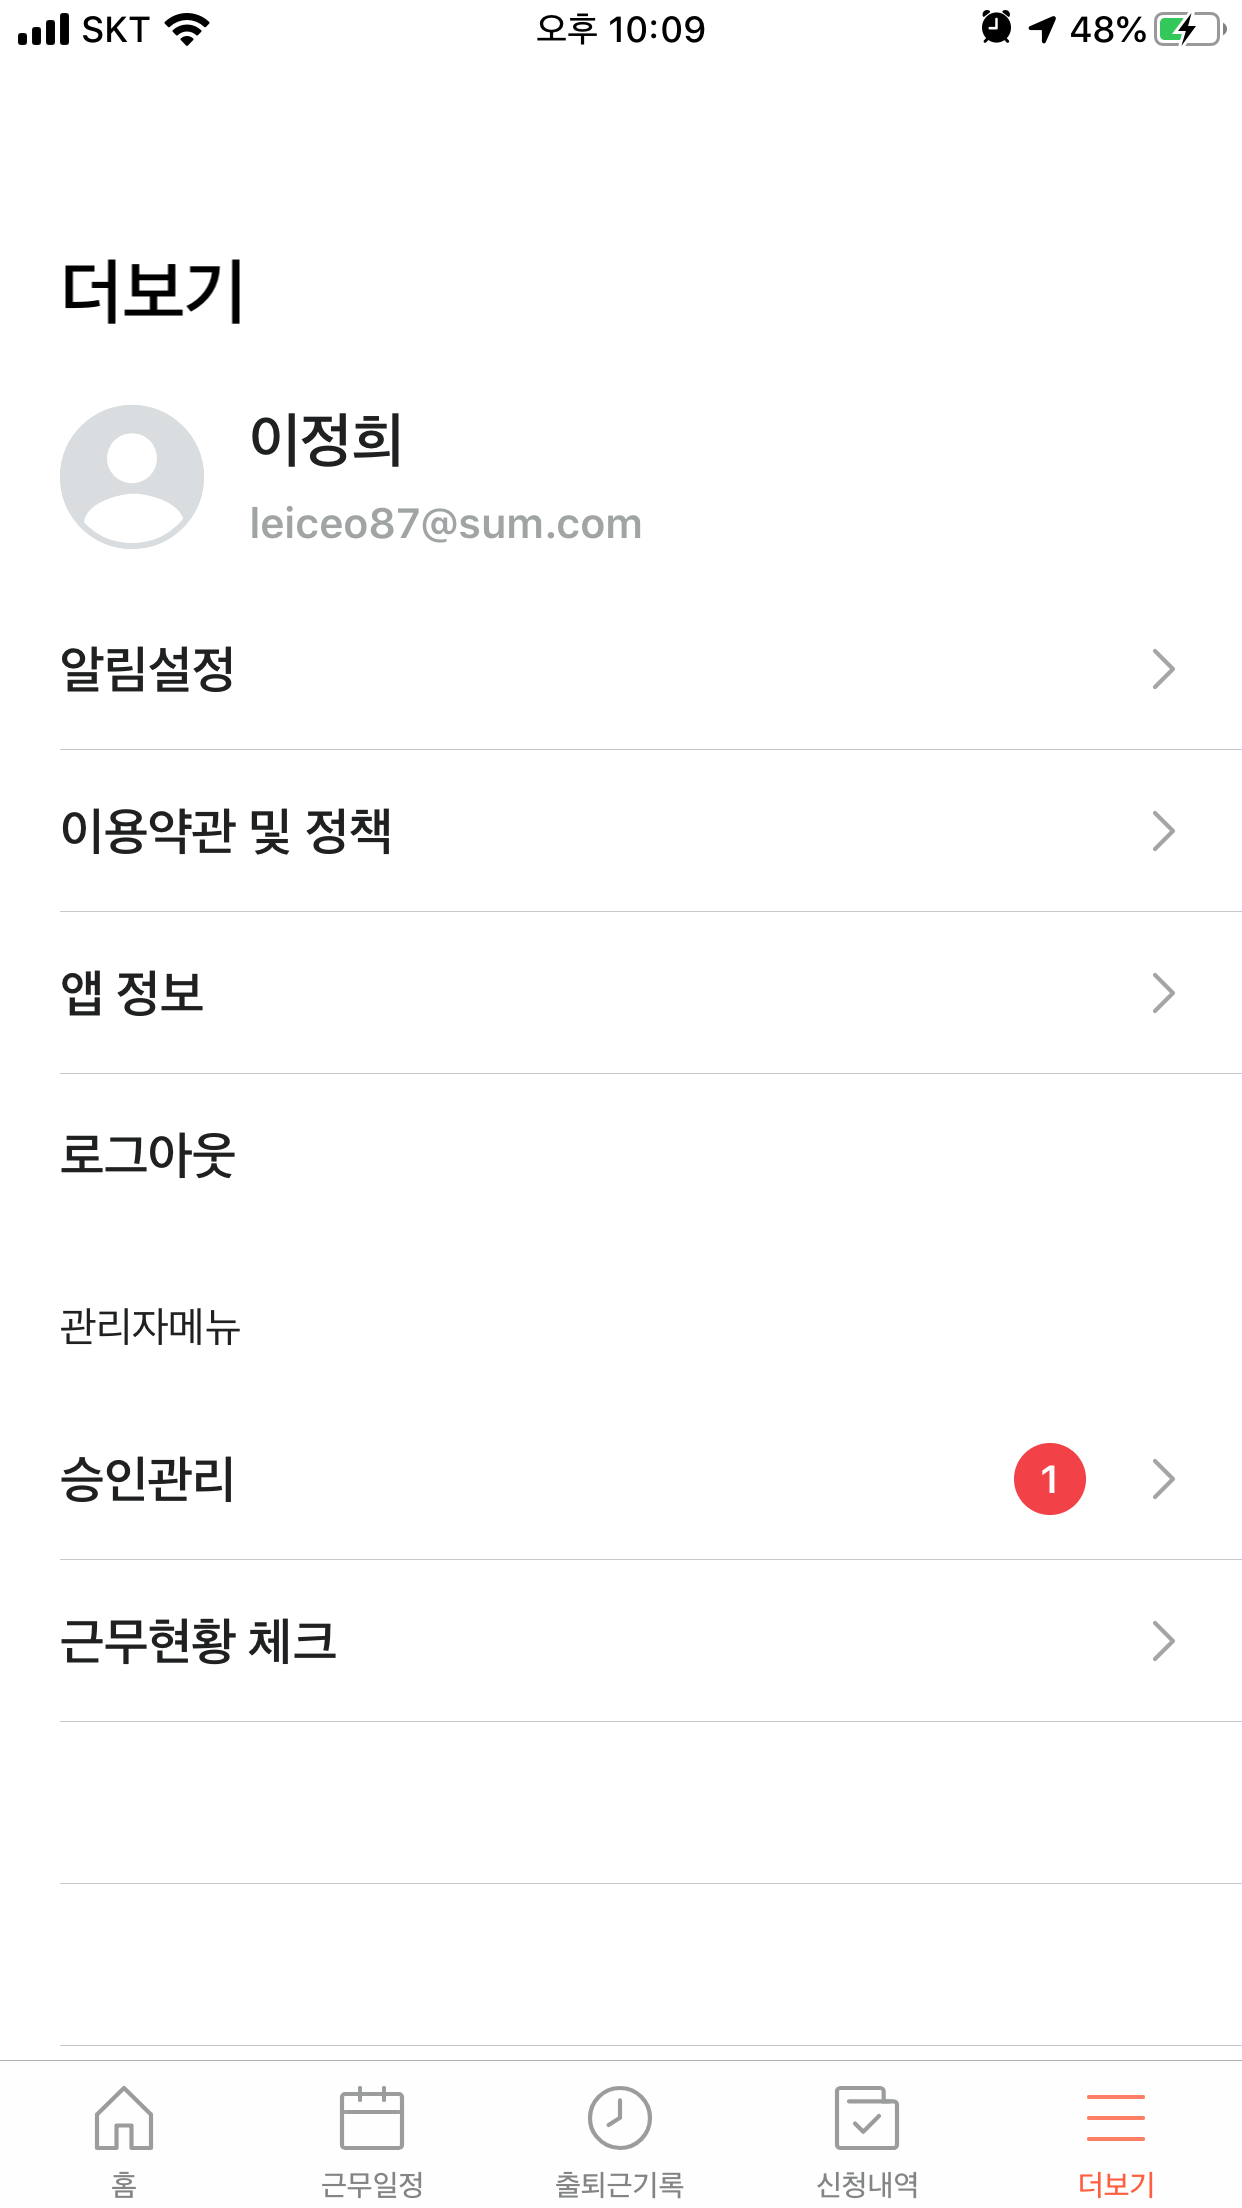 SKT 오후 10:09 48%
더보기
이정희
leiceo87@sum.com
알림설정
이용약관 및 정책
앱 정보
로그아웃
관리자메뉴
승인관리 1
근무현황 체크
홈 근무일정 출퇴근기록 신청내역 더보기